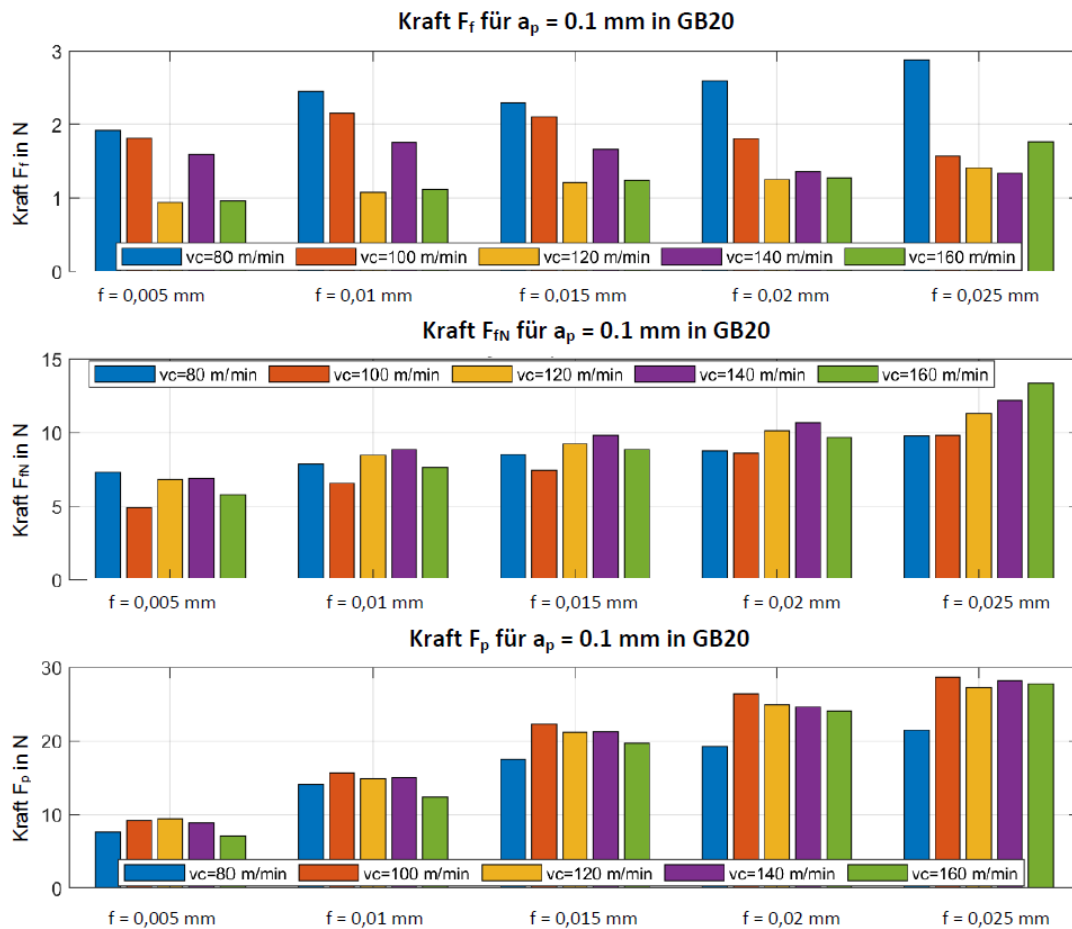 Kraft Ff für ap = 0.1 mm in GB20
3
2
1
0
Kraft Ff in N
vc=80 m/min vc=100 m/min vc=120 m/min vc=140 m/min vc=160 m/min
f = 0,005 mm f = 0,01 mm f = 0,015 mm f = 0,02 mm f = 0,025 mm
Kraft FfN für ap = 0.1 mm in GB20
15
10
5
0
Kraft FfN in N
vc=80 m/min vc=100 m/min vc=120 m/min vc=140 m/min vc=160 m/min
f = 0,005 mm f = 0,01 mm f = 0,015 mm f = 0,02 mm f = 0,025 mm
Kraft Fp für ap = 0.1 mm in GB20
30
20
10
0
Kraft Fp in N
vc=80 m/min vc=100 m/min vc=120 m/min vc=140 m/min vc=160 m/min
f = 0,005 mm f = 0,01 mm f = 0,015 mm f = 0,02 mm f = 0,025 mm